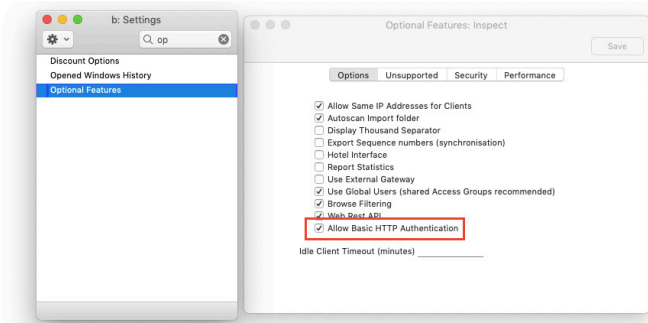 b: Settings
op
Discount Options
Opened Windows History
Optional Features
Optional Features: Inspect
Save
Options Unsupported Security Performance
Allow Same IP Addresses for Clients
Autoscan Import folder
Display Thousand Separator
Export Sequence numbers (synchronisation)
Hotel Interface
Report Statistics
Use External Gateway
Use Global Users (shared Access Groups recommended)
Browse Filtering
Web Rest API
Allow Basic HTTP Authentication
Idle Client Timeout (minutes)